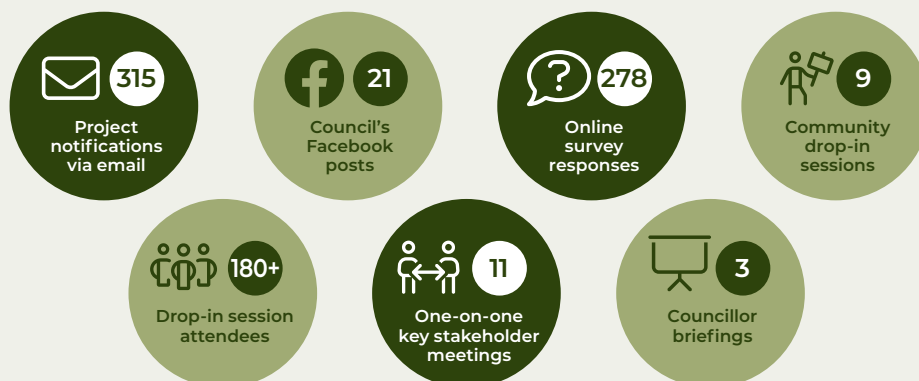 315
Project
notifications
via email
21
Council's
Facebook
posts
?
278
Online
survey
responses
9
Community
drop-in
sessions
180+
Drop-in session
attendees
11
One-on-one
key stakeholder
meetings
3
Councillor
briefings